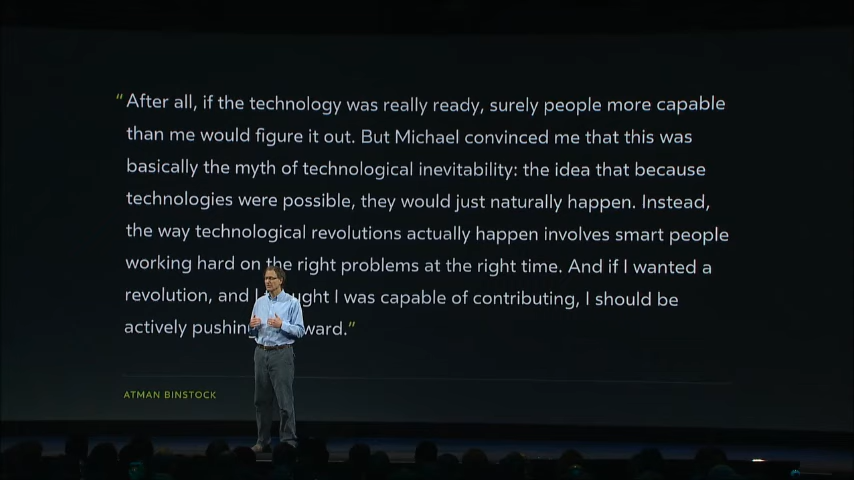 “After all, if the technology was really ready, surely people more capable
than me would figure it out. But Michael convinced me that this was
basically the myth of technological inevitability: the idea that because
technologies were possible, they would just naturally happen. Instead,
the way technological revolutions actually happen involves smart people
working hard on the right problems at the right time. And if I wanted a
revolution, and I ught I was capable of contributing, I should be
actively pushin ward.”
ATMAN BINSTOCK